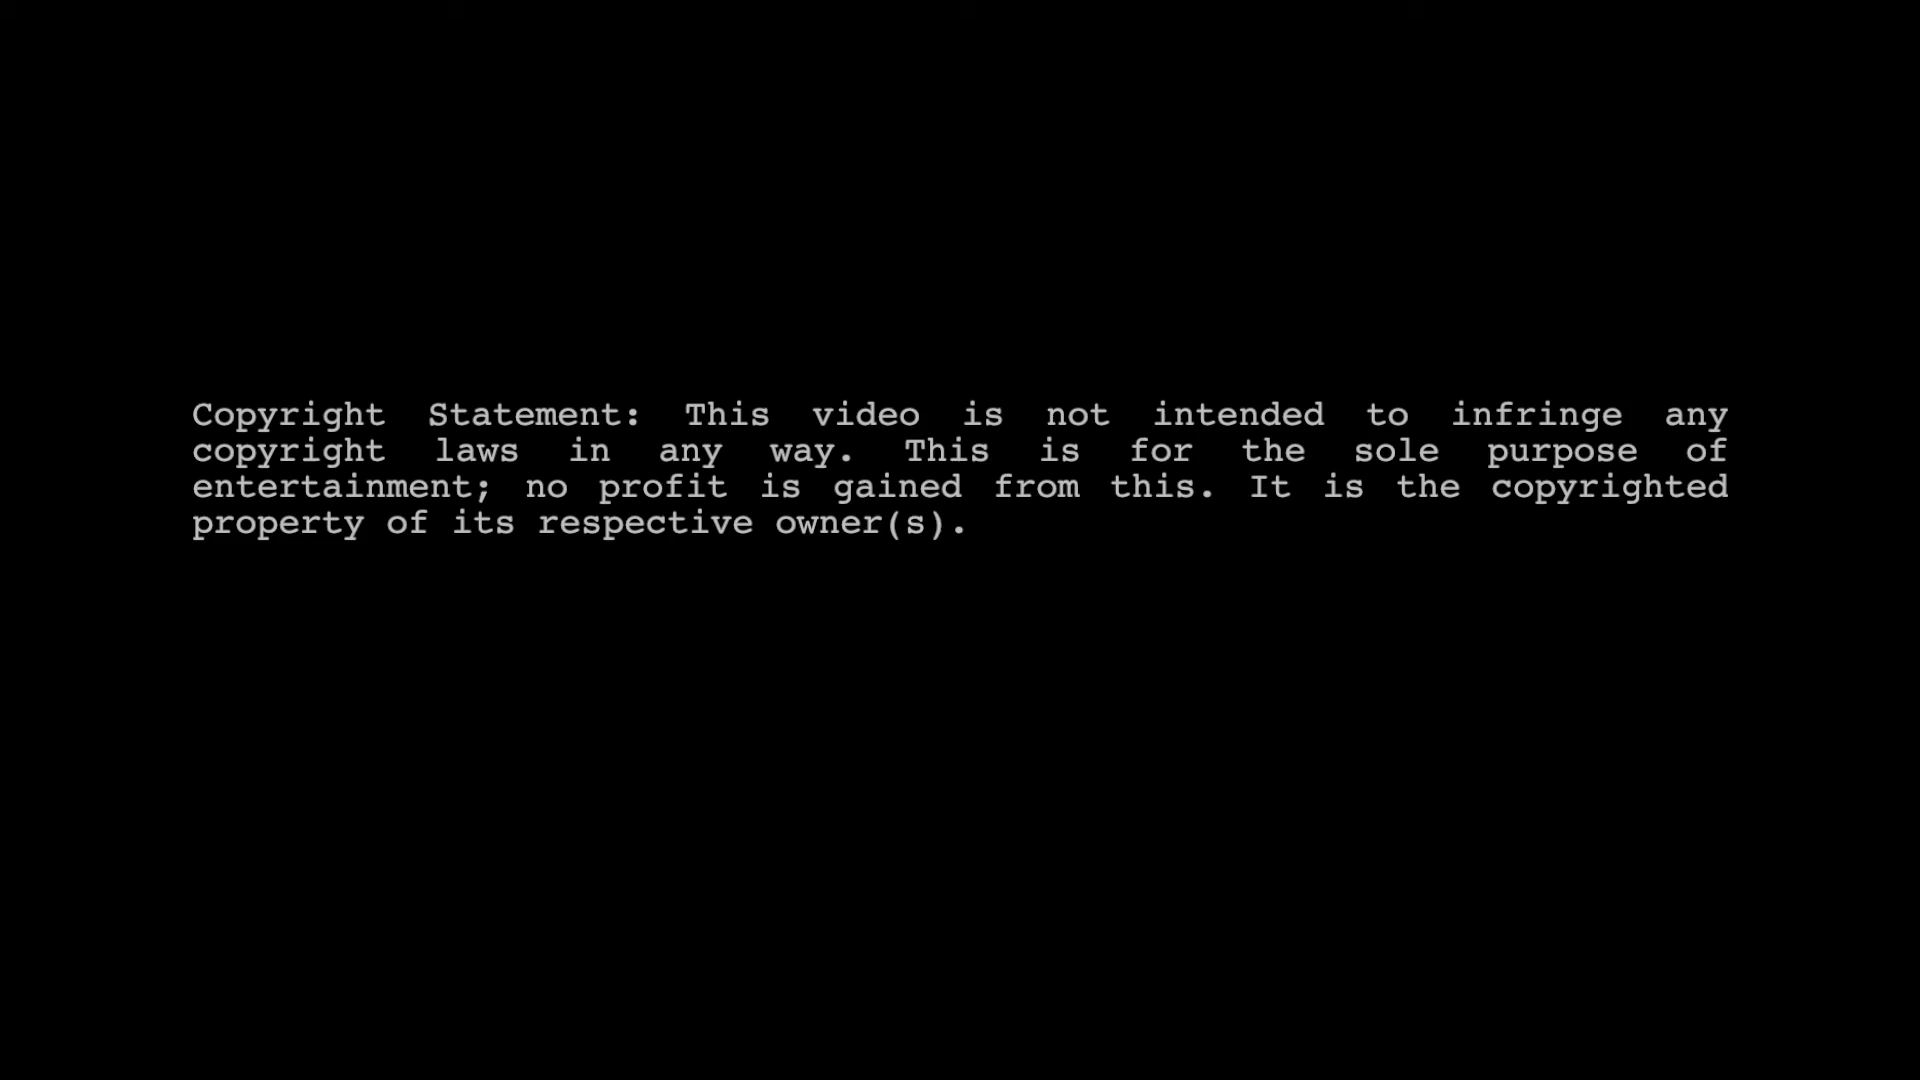 Copyright Statement: This video is not intended to infringe any
copyright laws in any way. This is for the sole purpose of
entertainment; no profit is gained from this. It is the copyrighted
property of its respective owner(s).